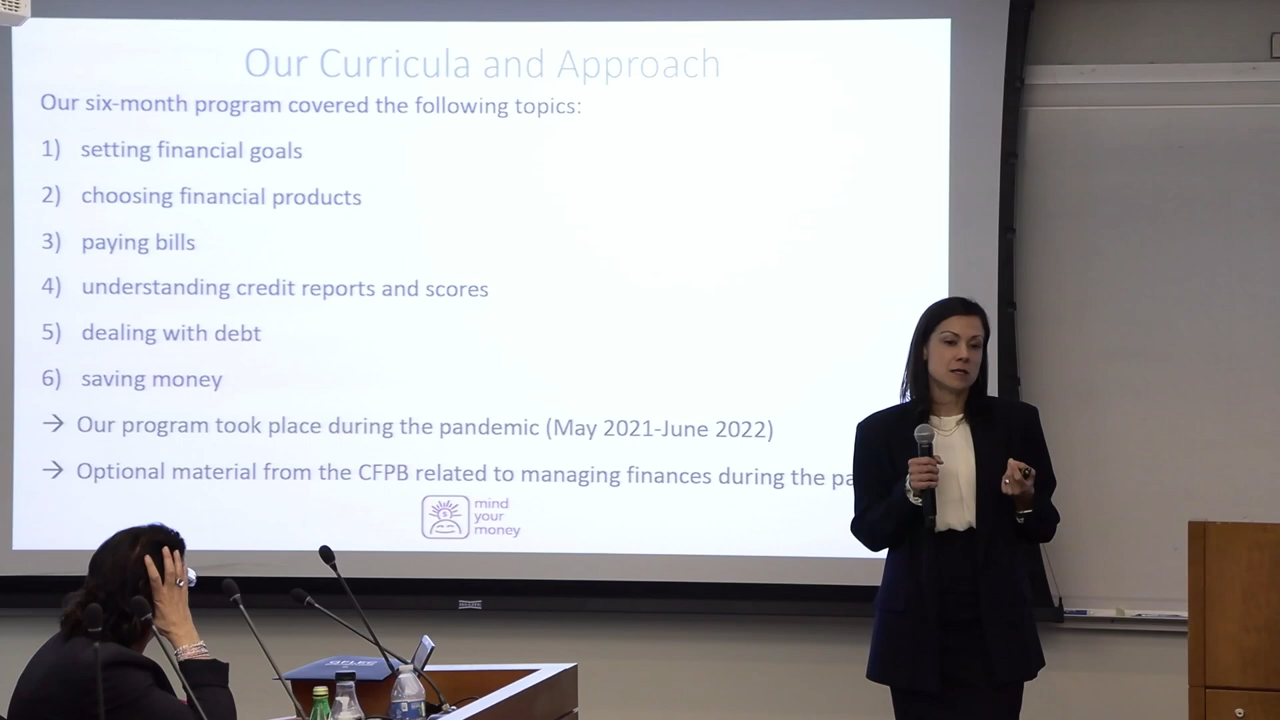 Our Curricula and Approach
Our six-month program covered the following topics:
1) setting financial goals
2) choosing financial products
3) paying bills
4) understanding credit reports and scores
5) dealing with debt
6) saving money
→ Our program took place during the pandemic (May 2021-June 2022)
→ Optional material from the CFPB related to managing finances during the pa
$
mind
your
money
GFLEC